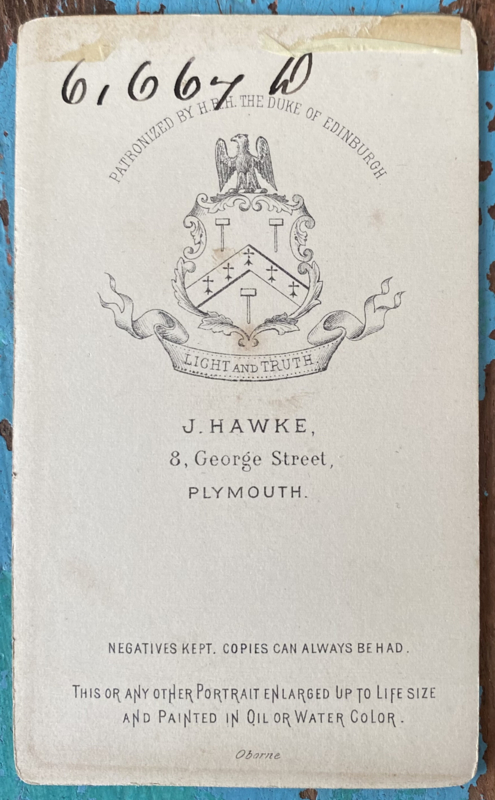 6,667 D
PATRONIZED BY H.R.H. THE DUKE OF EDINBURGH
LIGHT AND TRUTH.
J. HAWKE,
8, George Street,
PLYMOUTH.
NEGATIVES KEPT. COPIES CAN ALWAYS BE HAD.
THIS OR ANY OTHER PORTRAIT ENLARGED UP TO LIFE SIZE
AND PAINTED IN OIL OR WATER COLOR.
Oborne